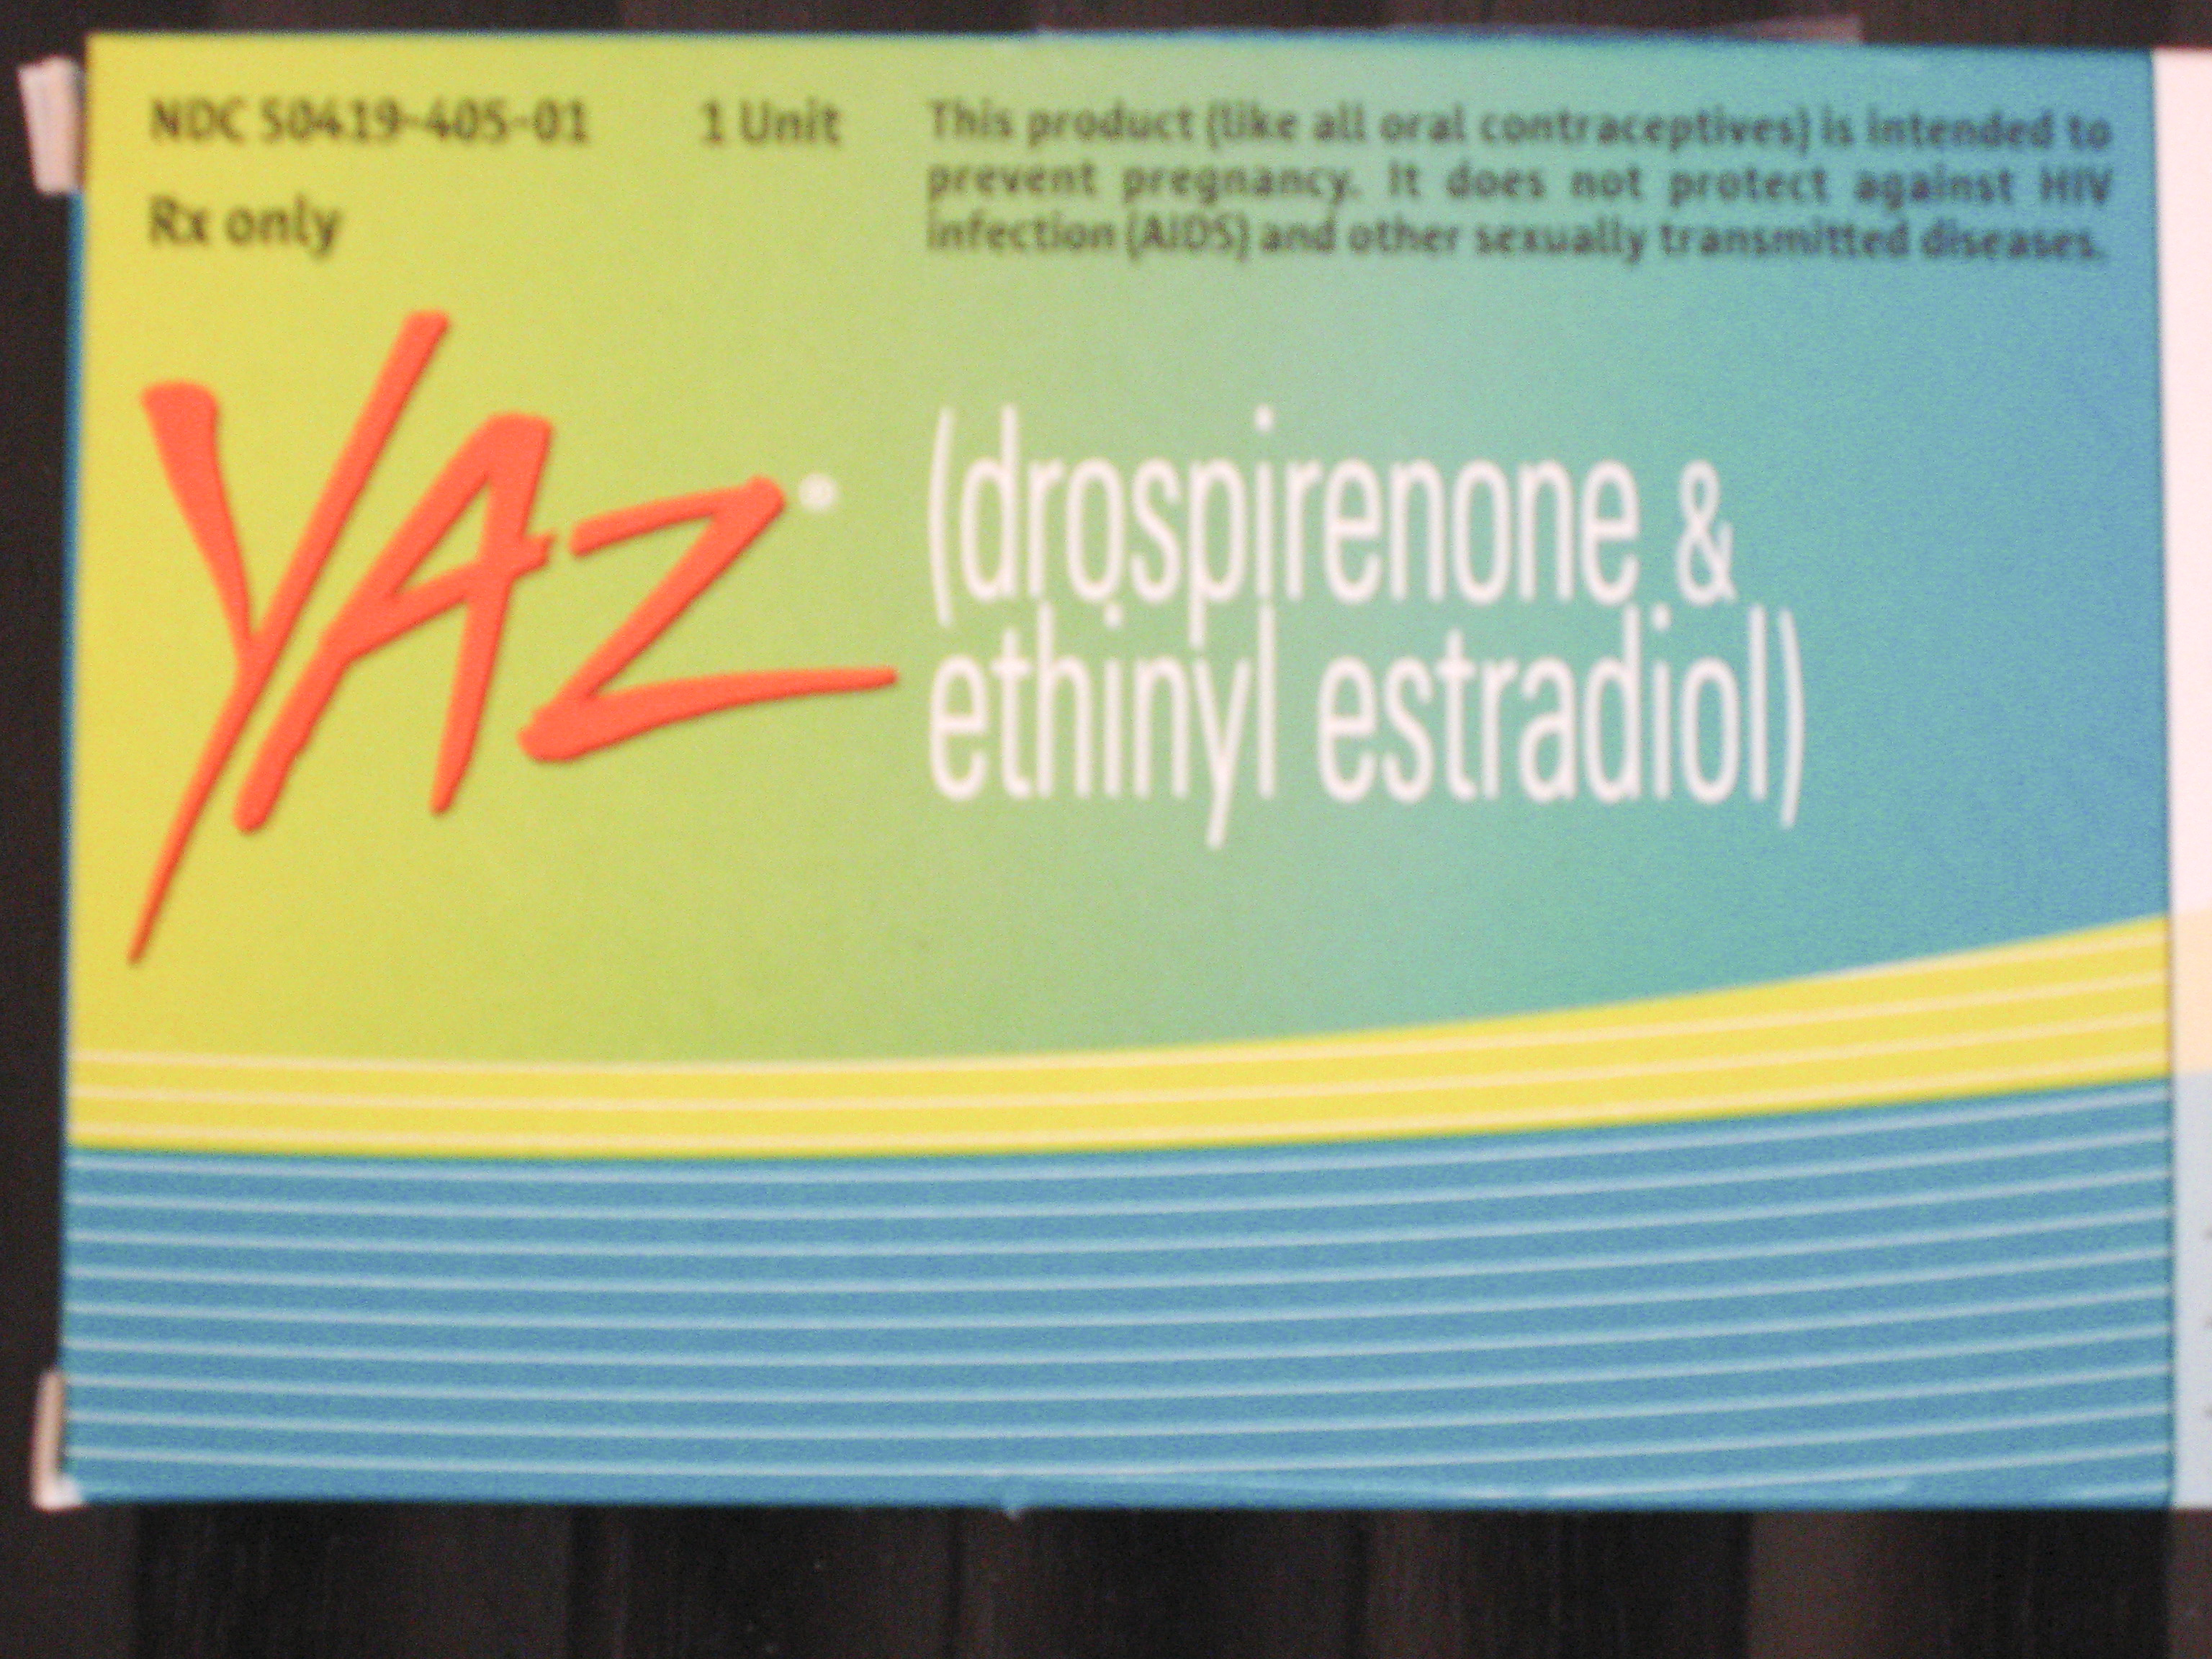 NDC 50419-405-01 1 Unit
Rx only
This product (like all oral contraceptives) is intended to
prevent pregnancy. It does not protect against HIV
infection (AIDS) and other sexually transmitted diseases.
YAZ®
(drospirenone &
ethinyl estradiol)